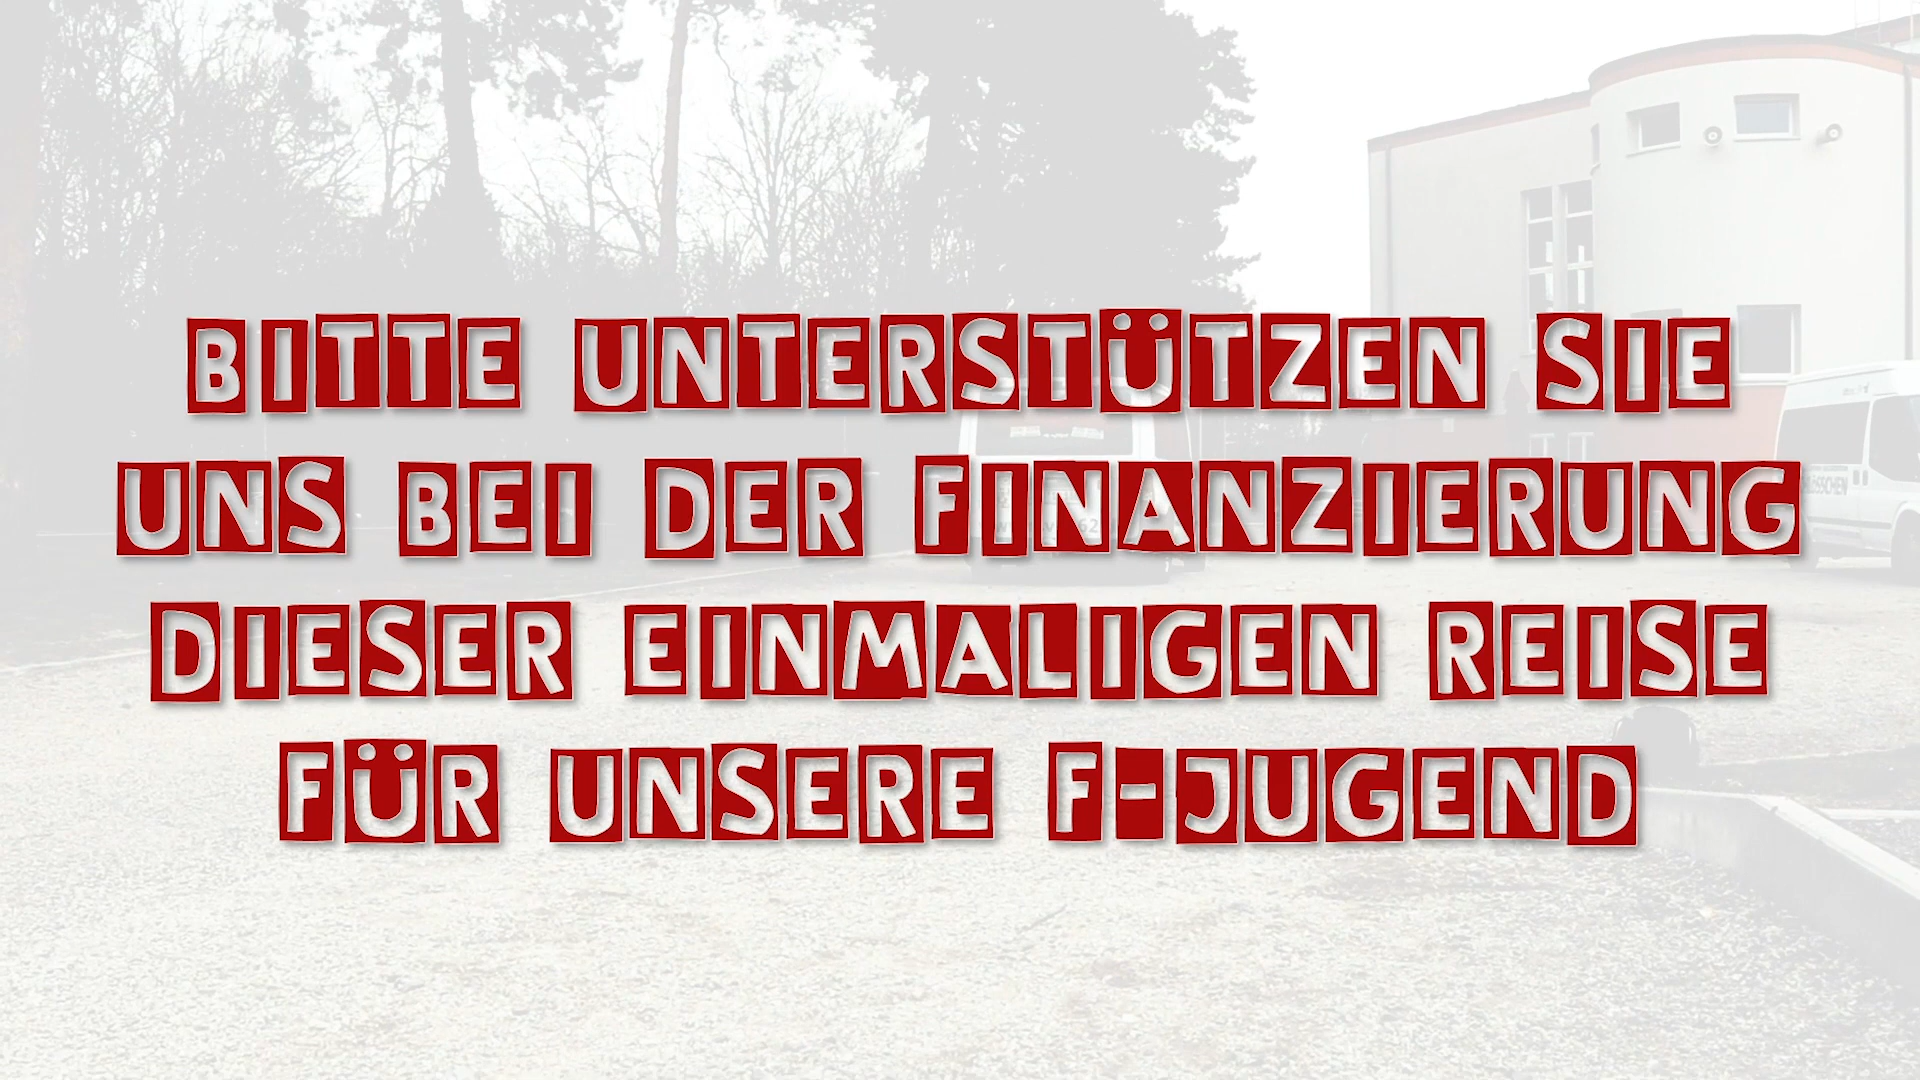 BITTE UNTERSTÜTZEN SIE
UNS BEI DER FINANZIERUNG
DIESER EINMALIGEN REISE
FÜR UNSERE F-JUGEND